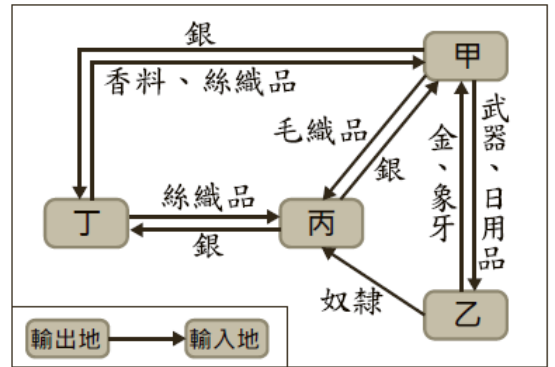 銀
甲
香料、絲織品
毛織品
銀
金、象牙
武器、日用品
丁
絲織品
銀
丙
奴隸
乙
輸出地
輸入地